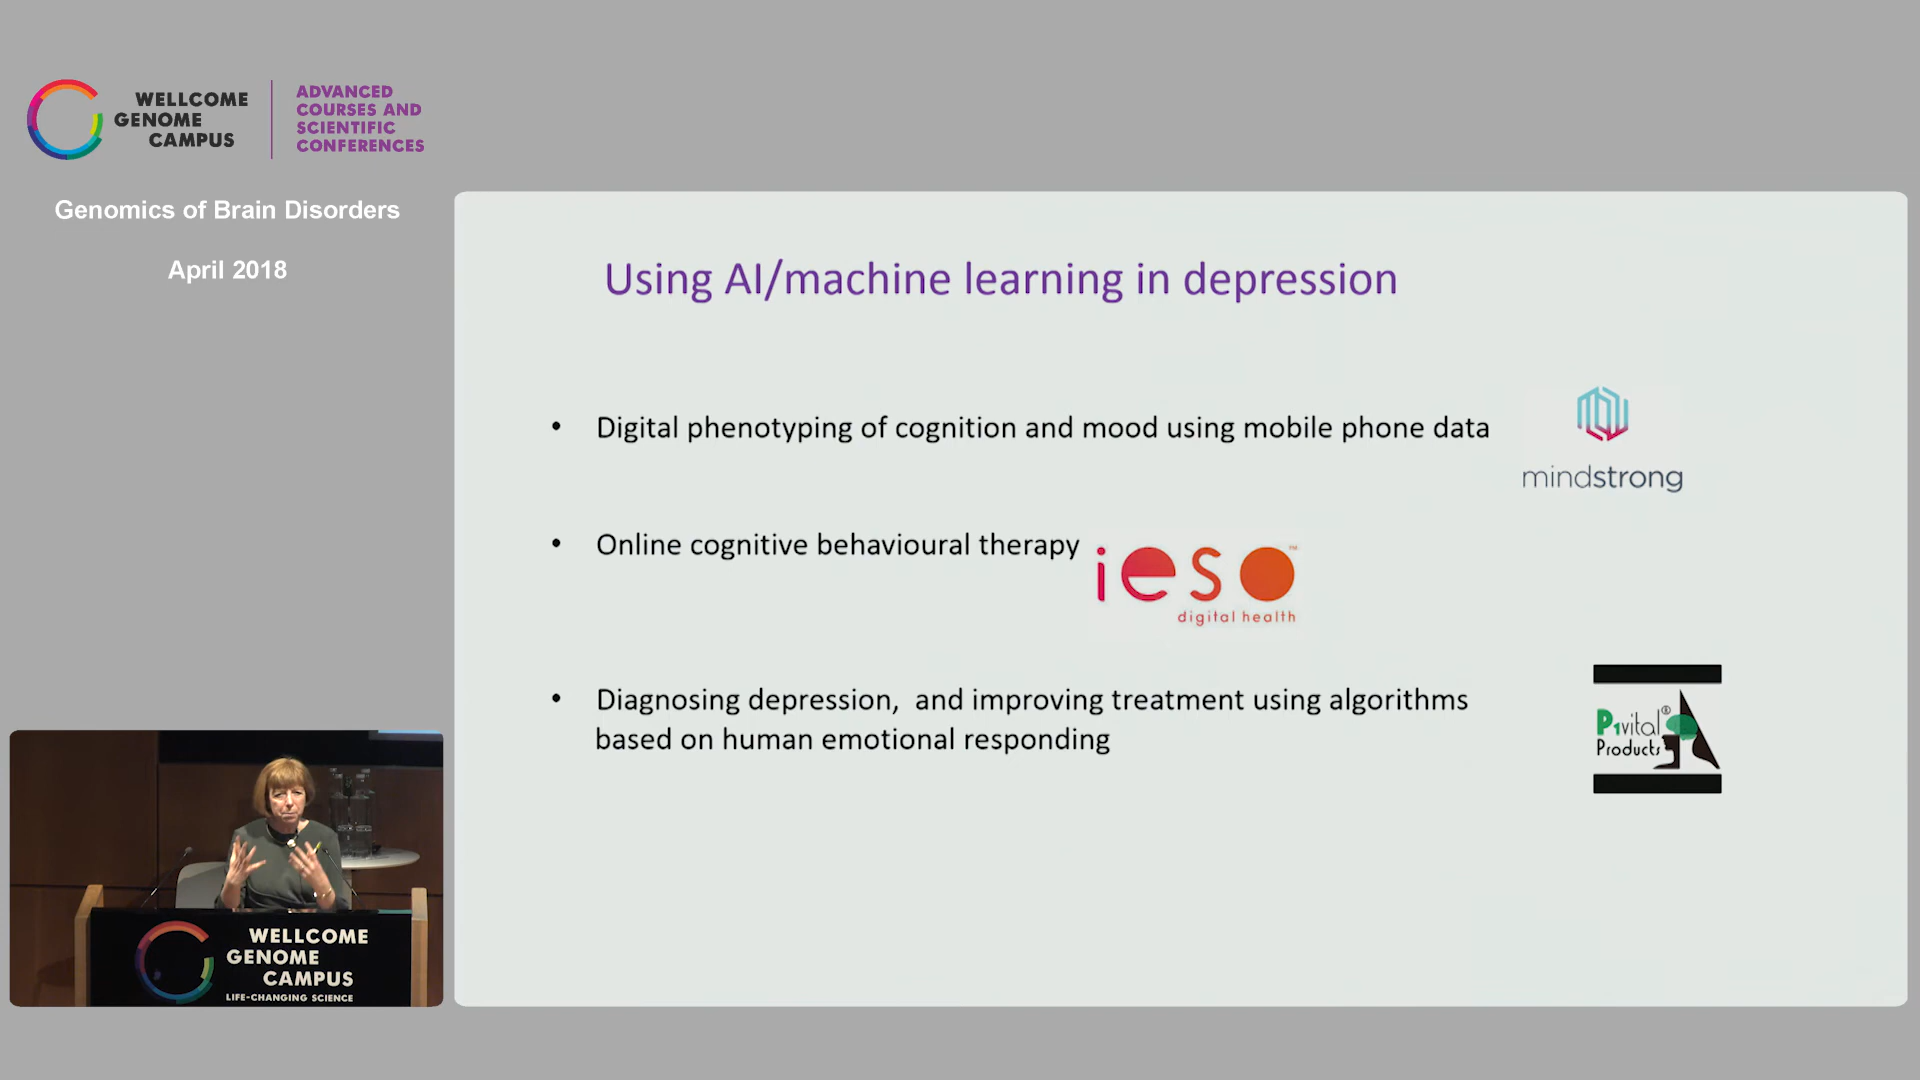 WELLCOME
GENOME
CAMPUS
ADVANCED
COURSES AND
SCIENTIFIC
CONFERENCES
Genomics of Brain Disorders
April 2018
Using AI/machine learning in depression
• Digital phenotyping of cognition and mood using mobile phone data
mindstrong
• Online cognitive behavioural therapy
ieso™
digital health
• Diagnosing depression, and improving treatment using algorithms
based on human emotional responding
P1vital®
Products
WELLCOME
GENOME
CAMPUS
LIFE-CHANGING SCIENCE